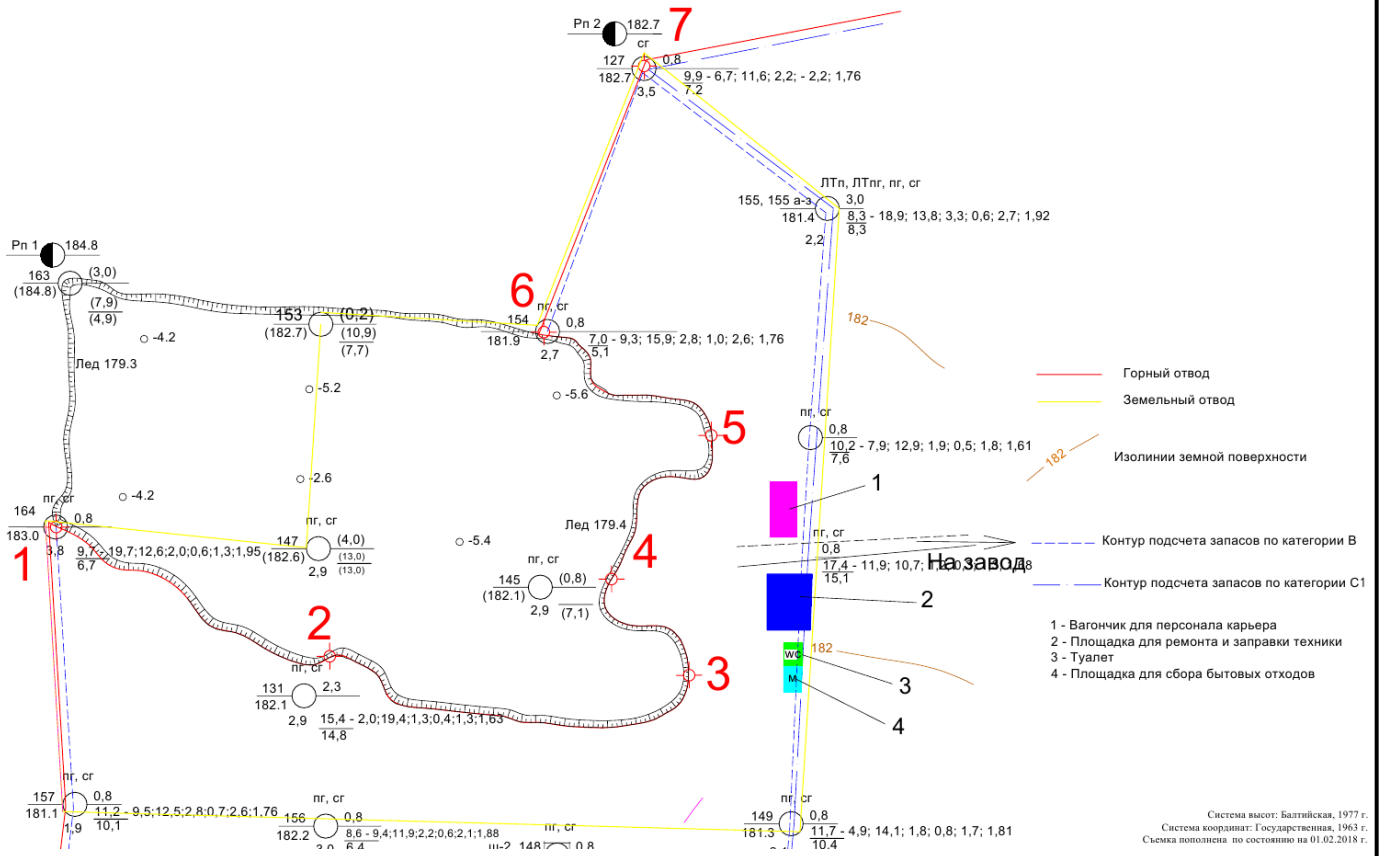 Рп 2 182.7
7
сг
127 0,8
182.7 9,9 - 6,7; 11,6; 2,2; - 2,2; 1,76
3,5 7.2
ЛТп, ЛТпг, пг, сг
155, 155 а-з 3,0
181.4 8,3 - 18,9; 13,8; 3,3; 0,6; 2,7; 1,92
8,3
2,2
Рп 1 184.8
163 (3,0)
(184.8) (7,9)
(4,9)
6
пг, сг
153 (0,2)
(182.7) (10,9)
(7,7)
154 0,8
181.9 7,0 - 9,3; 15,9; 2,8; 1,0; 2,6; 1,76
2,7 5,1
182
-4.2
Лед 179.3
-5.2
-5.6
5
пг, сг
0,8
10,2 - 7,9; 12,9; 1,9; 0,5; 1,8; 1,61
7,6
Горный отвод
Земельный отвод
182
Изолинии земной поверхности
-2.6
-4.2
1
пг, сг
164 0,8
183.0 9,7 - 19,7;12,6;2,0;0,6;1,3;1,95
3,8 6,7
1
пг, сг
147 (4,0)
(182.6) (13,0)
2,9 (13,0)
-5.4
Лед 179.4
4
пг, сг
145 (0,8)
(182.1) (7,1)
2,9
пг, сг
0,8
17,4 - 11,9; 10,7;
15,1
На завод
2
Контур подсчета запасов по категории В
Контур подсчета запасов по категории С1
1 - Вагончик для персонала карьера
2 - Площадка для ремонта и заправки техники
3 - Туалет
4 - Площадка для сбора бытовых отходов
2
пг, сг
131 2,3
182.1 15,4 - 2,0;19,4;1,3;0,4;1,3;1,63
2,9 14,8
3
wc
182
3
м
4
пг, сг
157 0,8
181.1 11,2 - 9,5;12,5;2,8;0,7;2,6;1,76
1,9 10,1
пг, сг
156 0,8
182.2 8,6 - 9,4;11,9;2,2;0,6;2,1;1,88
3,0 6,4
пг, сг
ш-2, 148 0,8
пг, сг
149 0,8
181.3 11,7 - 4,9; 14,1; 1,8; 0,8; 1,7; 1,81
10,4
Система высот: Балтийская, 1977 г.
Система координат: Государственная, 1963 г.
Съемка пополнена по состоянию на 01.02.2018 г.